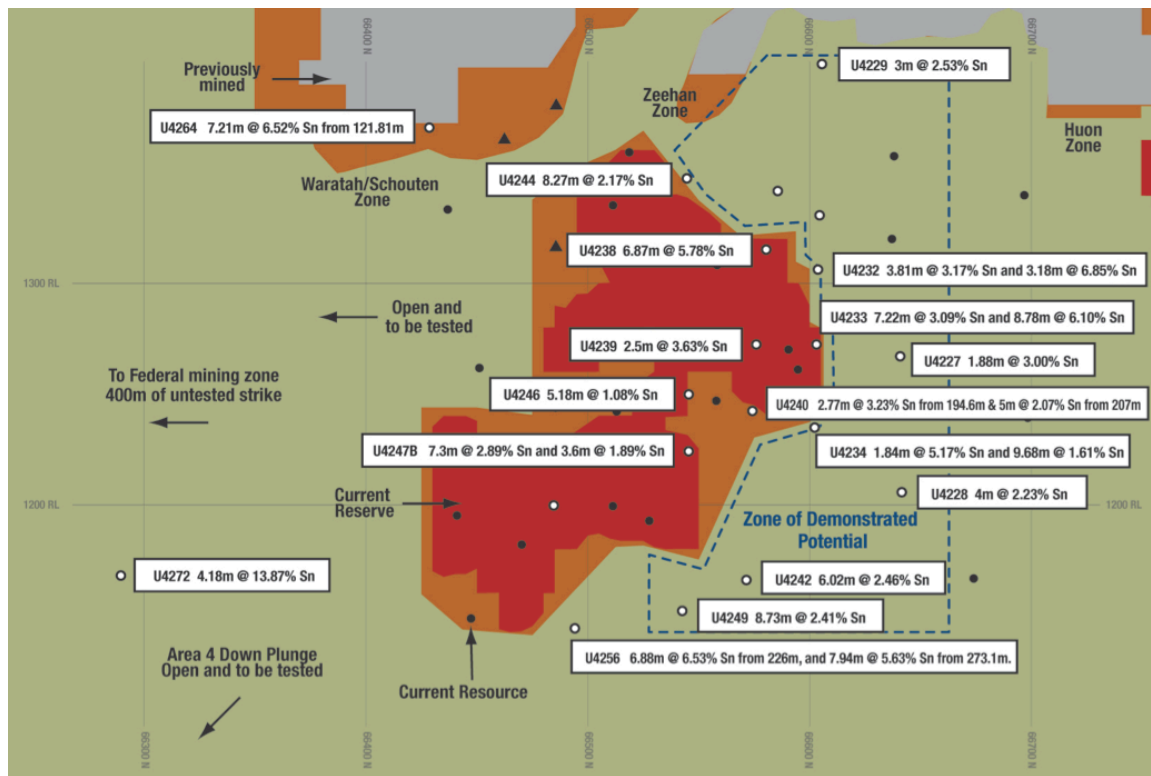 66400 N
66500 N
66600 N
66700 N
Previously
mined
U4229 3m @ 2.53% Sn
Zeehan
Zone
U4264 7.21m @ 6.52% Sn from 121.81m
Huon
Zone
Waratah/Schouten
Zone
U4244 8.27m @ 2.17% Sn
U4238 6.87m @ 5.78% Sn
U4232 3.81m @ 3.17% Sn and 3.18m @ 6.85% Sn
1300 RL
Open and
to be tested
U4233 7.22m @ 3.09% Sn and 8.78m @ 6.10% Sn
U4239 2.5m @ 3.63% Sn
U4227 1.88m @ 3.00% Sn
To Federal mining zone
400m of untested strike
U4246 5.18m @ 1.08% Sn
U4240 2.77m @ 3.23% Sn from 194.6m & 5m @ 2.07% Sn from 207m
U4247B 7.3m @ 2.89% Sn and 3.6m @ 1.89% Sn
U4234 1.84m @ 5.17% Sn and 9.68m @ 1.61% Sn
Current
Reserve
U4228 4m @ 2.23% Sn
1200 RL
1200 RL
Zone of Demonstrated
Potential
U4272 4.18m @ 13.87% Sn
U4242 6.02m @ 2.46% Sn
U4249 8.73m @ 2.41% Sn
U4256 6.88m @ 6.53% Sn from 226m, and 7.94m @ 5.63% Sn from 273.1m.
Area 4 Down Plunge
Open and to be tested
Current Resource
66300 N
66400 N
66500 N
66600 N
66700 N